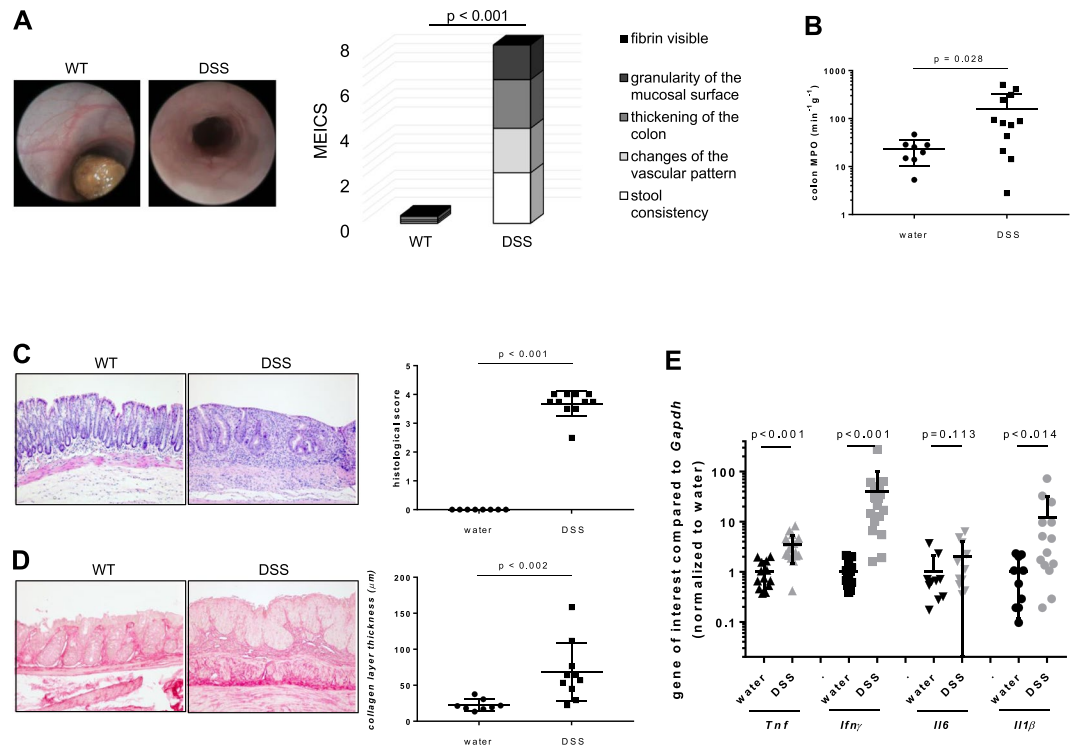 A
WT
DSS
p < 0.001
MEICS
8
6
4
2
0
WT
DSS
fibrin visible
granularity of the
mucosal surface
thickening of the
colon
changes of the
vascular pattern
stool
consistency
B
p = 0.028
colon MPO (min⁻¹ g⁻¹)
1000
100
10
1
water
DSS
C
WT
DSS
p < 0.001
histological score
5
4
3
2
1
0
water
DSS
D
WT
DSS
p < 0.002
collagen layer thickness (µm)
200
150
100
50
0
water
DSS
E
gene of interest compared to Gapdh
(normalized to water)
p<0.001
p<0.001
p=0.113
p<0.014
100
10
1
0.1
water
DSS
water
DSS
water
DSS
water
DSS
Tnf
Ifnγ
Il6
Il1β